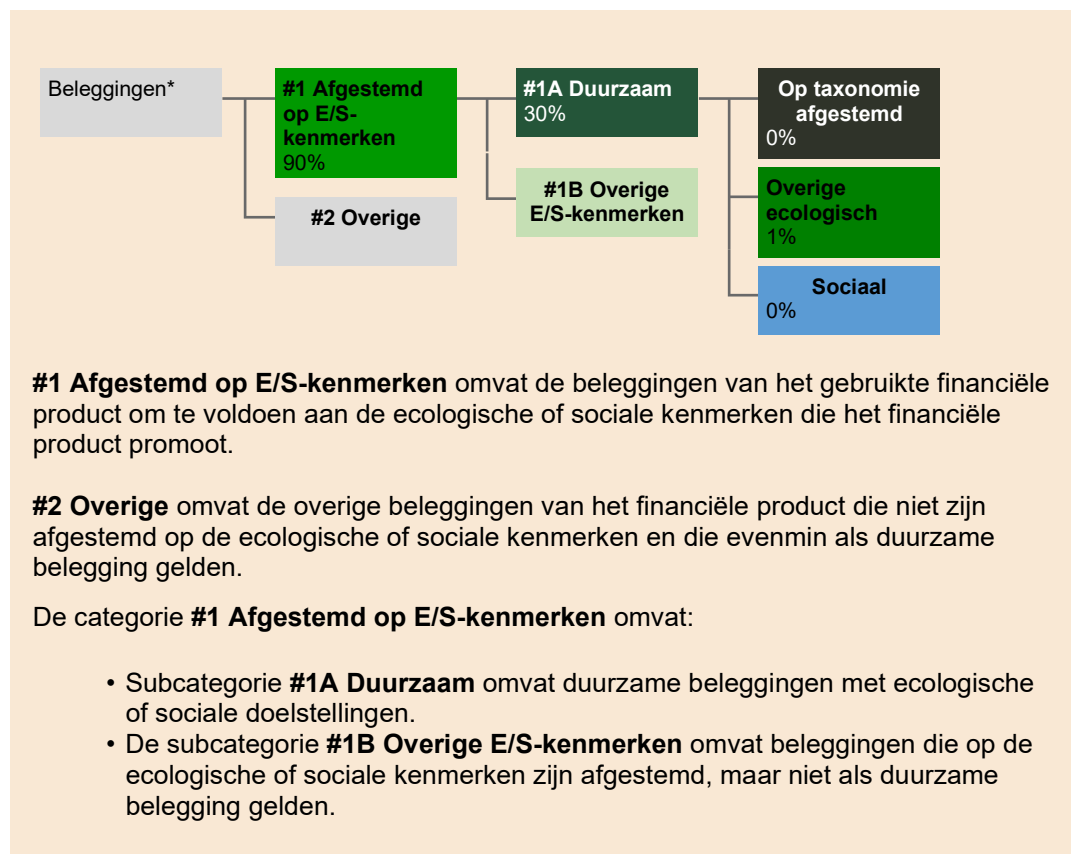 Beleggingen*
#1 Afgestemd
op E/S-
kenmerken
90%
#2 Overige
#1A Duurzaam
30%
#1B Overige
E/S-kenmerken
Op taxonomie
afgestemd
0%
Overige
ecologisch
1%
Sociaal
0%
#1 Afgestemd op E/S-kenmerken omvat de beleggingen van het gebruikte financiële
product om te voldoen aan de ecologische of sociale kenmerken die het financiële
product promoot.
#2 Overige omvat de overige beleggingen van het financiële product die niet zijn
afgestemd op de ecologische of sociale kenmerken en die evenmin als duurzame
belegging gelden.
De categorie #1 Afgestemd op E/S-kenmerken omvat:
• Subcategorie #1A Duurzaam omvat duurzame beleggingen met ecologische
of sociale doelstellingen.
• De subcategorie #1B Overige E/S-kenmerken omvat beleggingen die op de
ecologische of sociale kenmerken zijn afgestemd, maar niet als duurzame
belegging gelden.